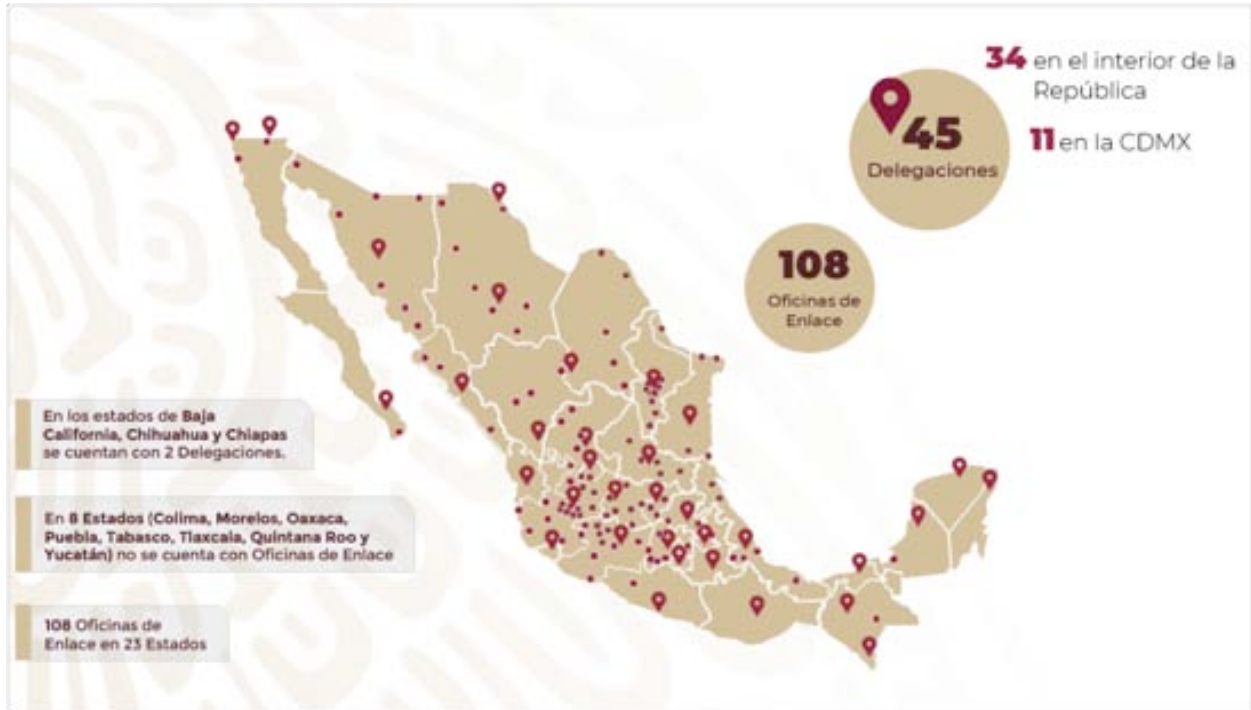 34 en el interior de la
República
45
Delegaciones
11 en la CDMX
108
Oficinas de
Enlace
En los estados de Baja
California, Chihuahua y Chiapas
se cuentan con 2 Delegaciones.
En 8 Estados (Colima, Morelos, Oaxaca,
Puebla, Tabasco, Tlaxcala, Quintana Roo y
Yucatán) no se cuenta con Oficinas de Enlace
108 Oficinas de
Enlace en 23 Estados